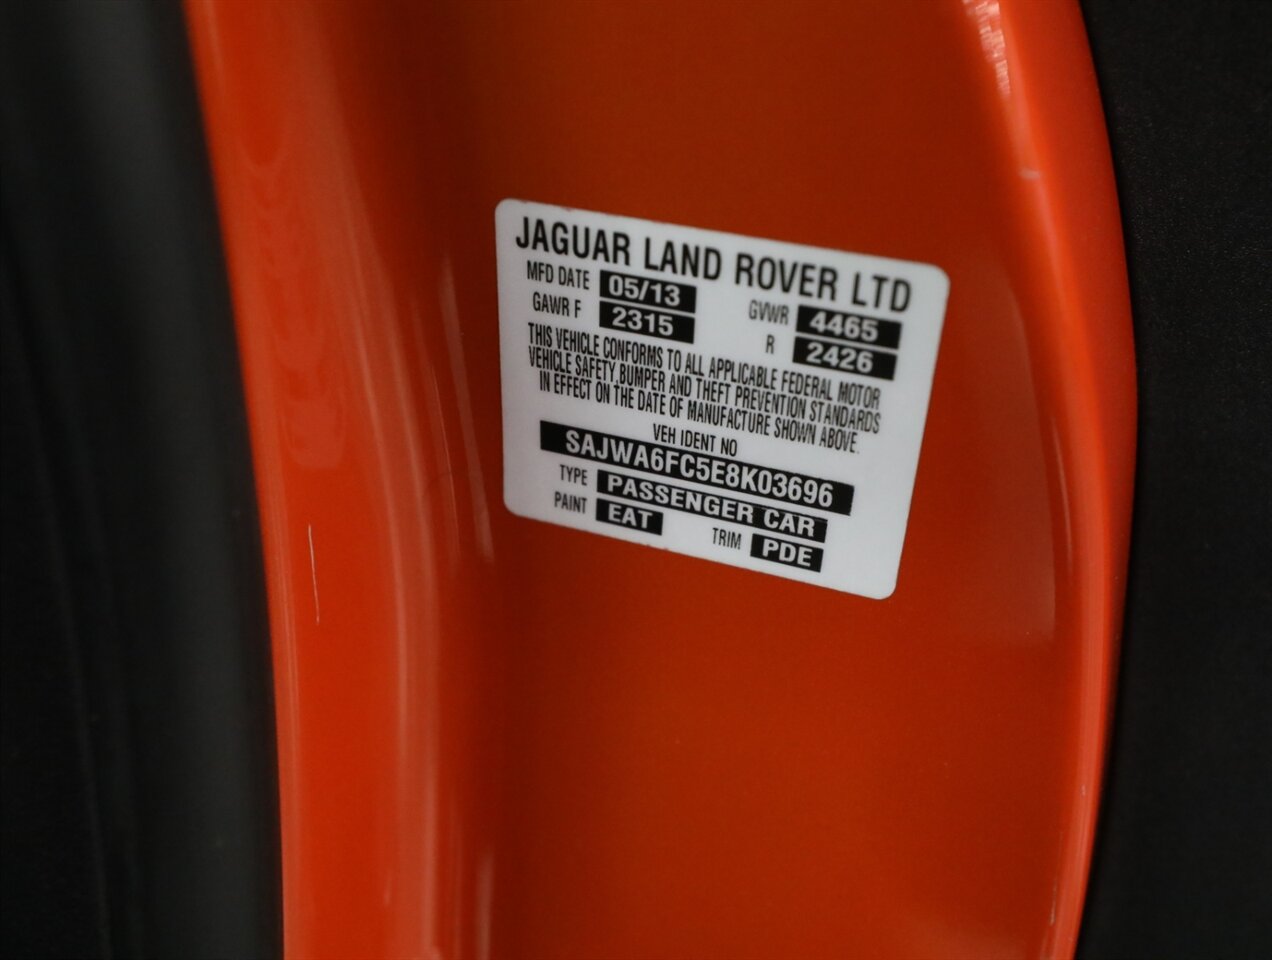 JAGUAR LAND ROVER LTD
MFD DATE 05/13 GVWR 4465
GAWR F 2315 R 2426
THIS VEHICLE CONFORMS TO ALL APPLICABLE FEDERAL MOTOR
VEHICLE SAFETY, BUMPER AND THEFT PREVENTION STANDARDS
IN EFFECT ON THE DATE OF MANUFACTURE SHOWN ABOVE.
VEH IDENT NO
SAJWA6FC5E8K03696
TYPE PASSENGER CAR
PAINT EAT TRIM PDE